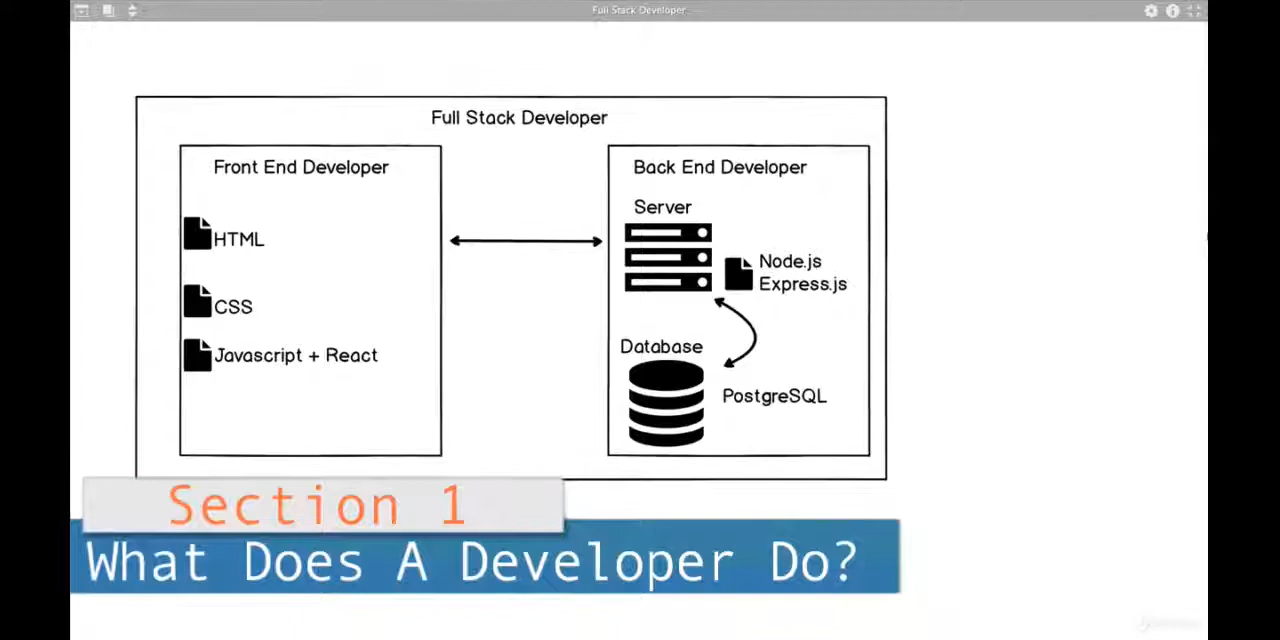 Full Stack Developer
Full Stack Developer
Front End Developer
HTML
CSS
Javascript + React
Back End Developer
Server
Node.js
Express.js
Database
PostgreSQL
Section 1
What Does A Developer Do?